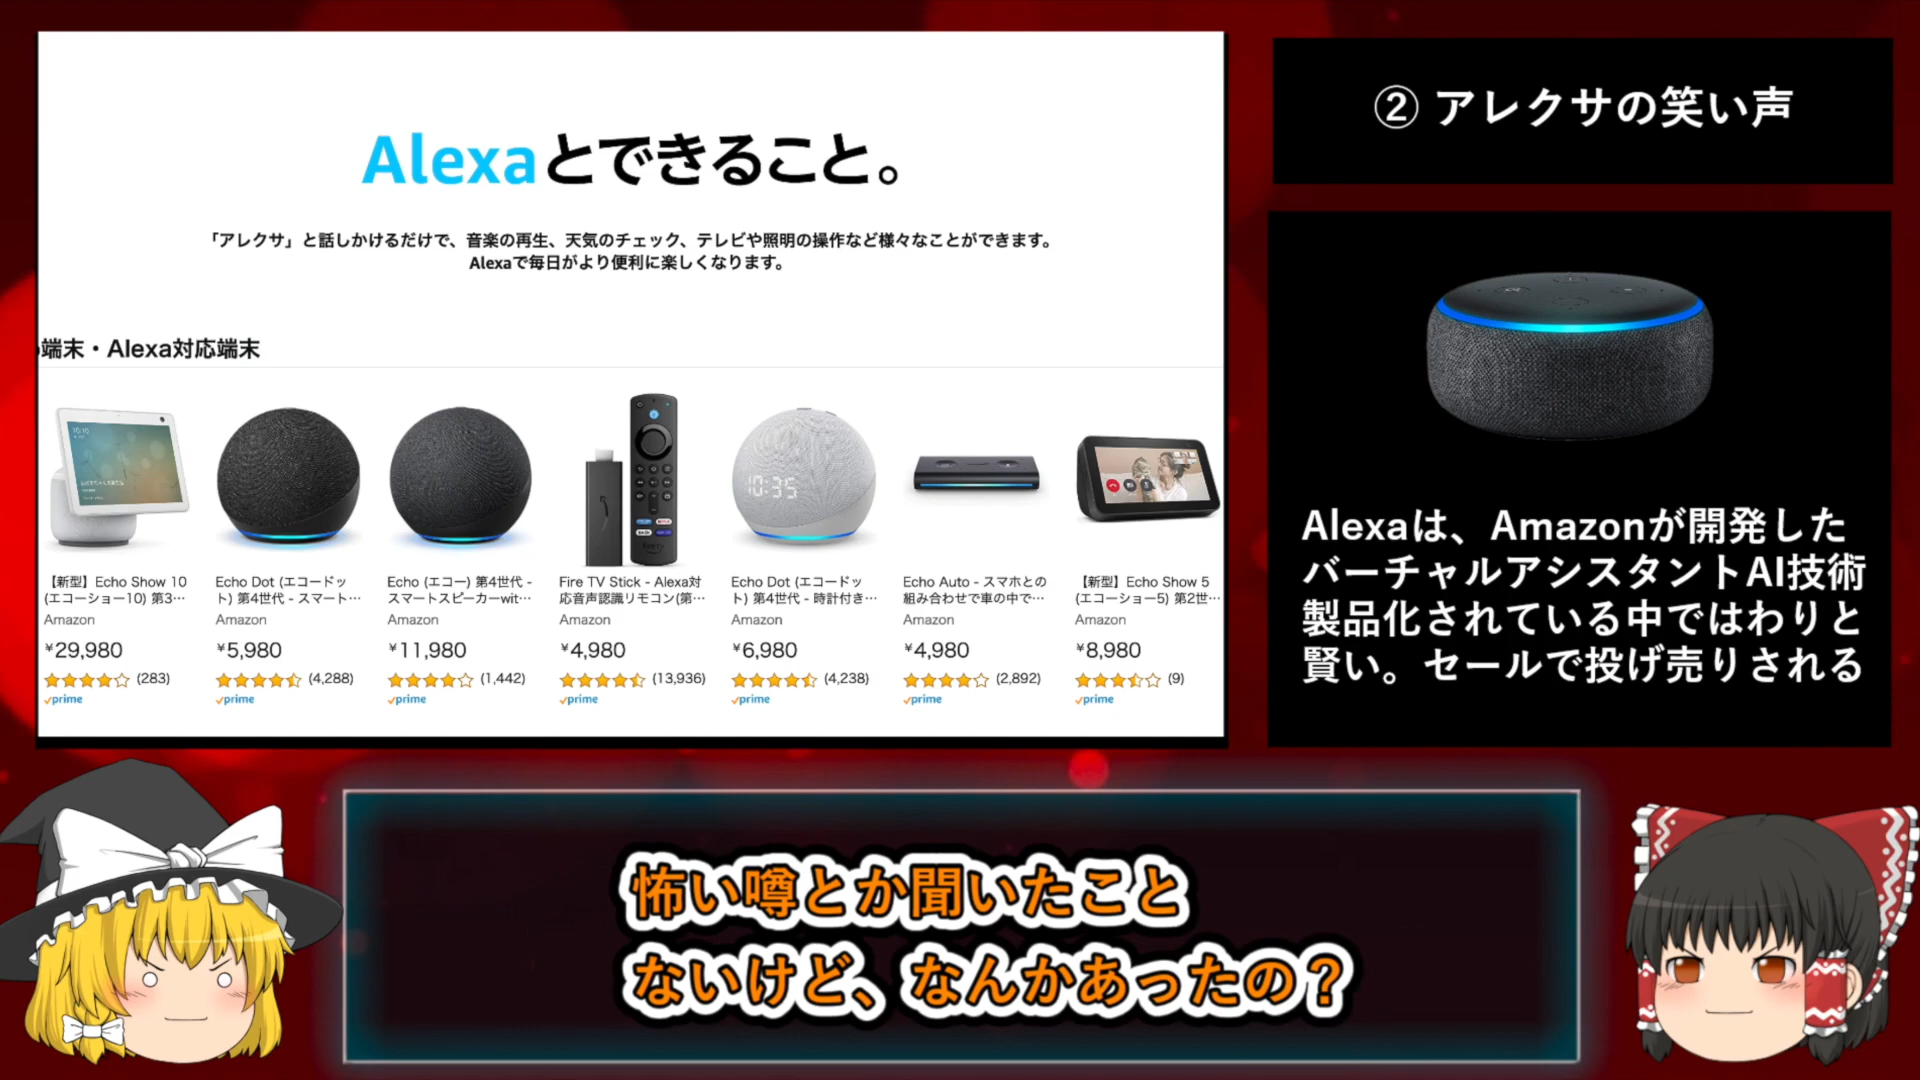 Alexaとできること。
「アレクサ」と話しかけるだけで、音楽の再生、天気のチェック、テレビや照明の操作など様々なことができます。
Alexaで毎日がより便利に楽しくなります。
端末・Alexa対応端末
10:35
【新型】Echo Show 10
(エコーショー10) 第3…
Amazon
¥29,980
(283)
prime
Echo Dot (エコードッ
ト) 第4世代 - スマート…
Amazon
¥5,980
(4,288)
prime
Echo (エコー) 第4世代 -
スマートスピーカーwit…
Amazon
¥11,980
(1,442)
prime
Fire TV Stick - Alexa対
応音声認識リモコン(第…
Amazon
¥4,980
(13,936)
prime
Echo Dot (エコードッ
ト) 第4世代 - 時計付き…
Amazon
¥6,980
(4,238)
prime
Echo Auto - スマホとの
組み合わせで車の中で…
Amazon
¥4,980
(2,892)
prime
【新型】Echo Show 5
(エコーショー5) 第2世…
Amazon
¥8,980
(9)
prime
② アレクサの笑い声
Alexaは、Amazonが開発した
バーチャルアシスタントAI技術
製品化されている中ではわりと
賢い。セールで投げ売りされる
怖い噂とか聞いたこと
ないけど、なんかあったの？